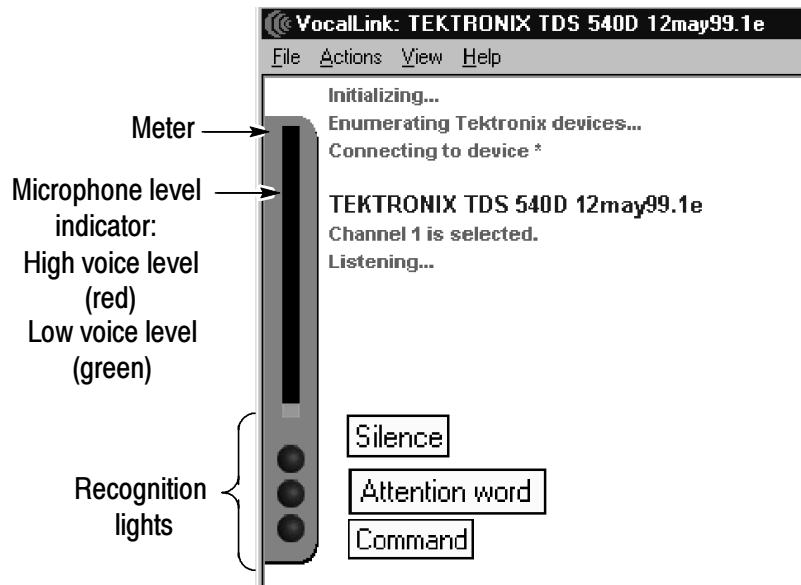 VocalLink: TEKTRONIX TDS 540D 12may99.1e
File Actions View Help
Initializing...
Enumerating Tektronix devices...
Connecting to device *
TEKTRONIX TDS 540D 12may99.1e
Channel 1 is selected.
Listening...
Meter
Microphone level
indicator:
High voice level
(red)
Low voice level
(green)
Recognition
lights
Silence
Attention word
Command